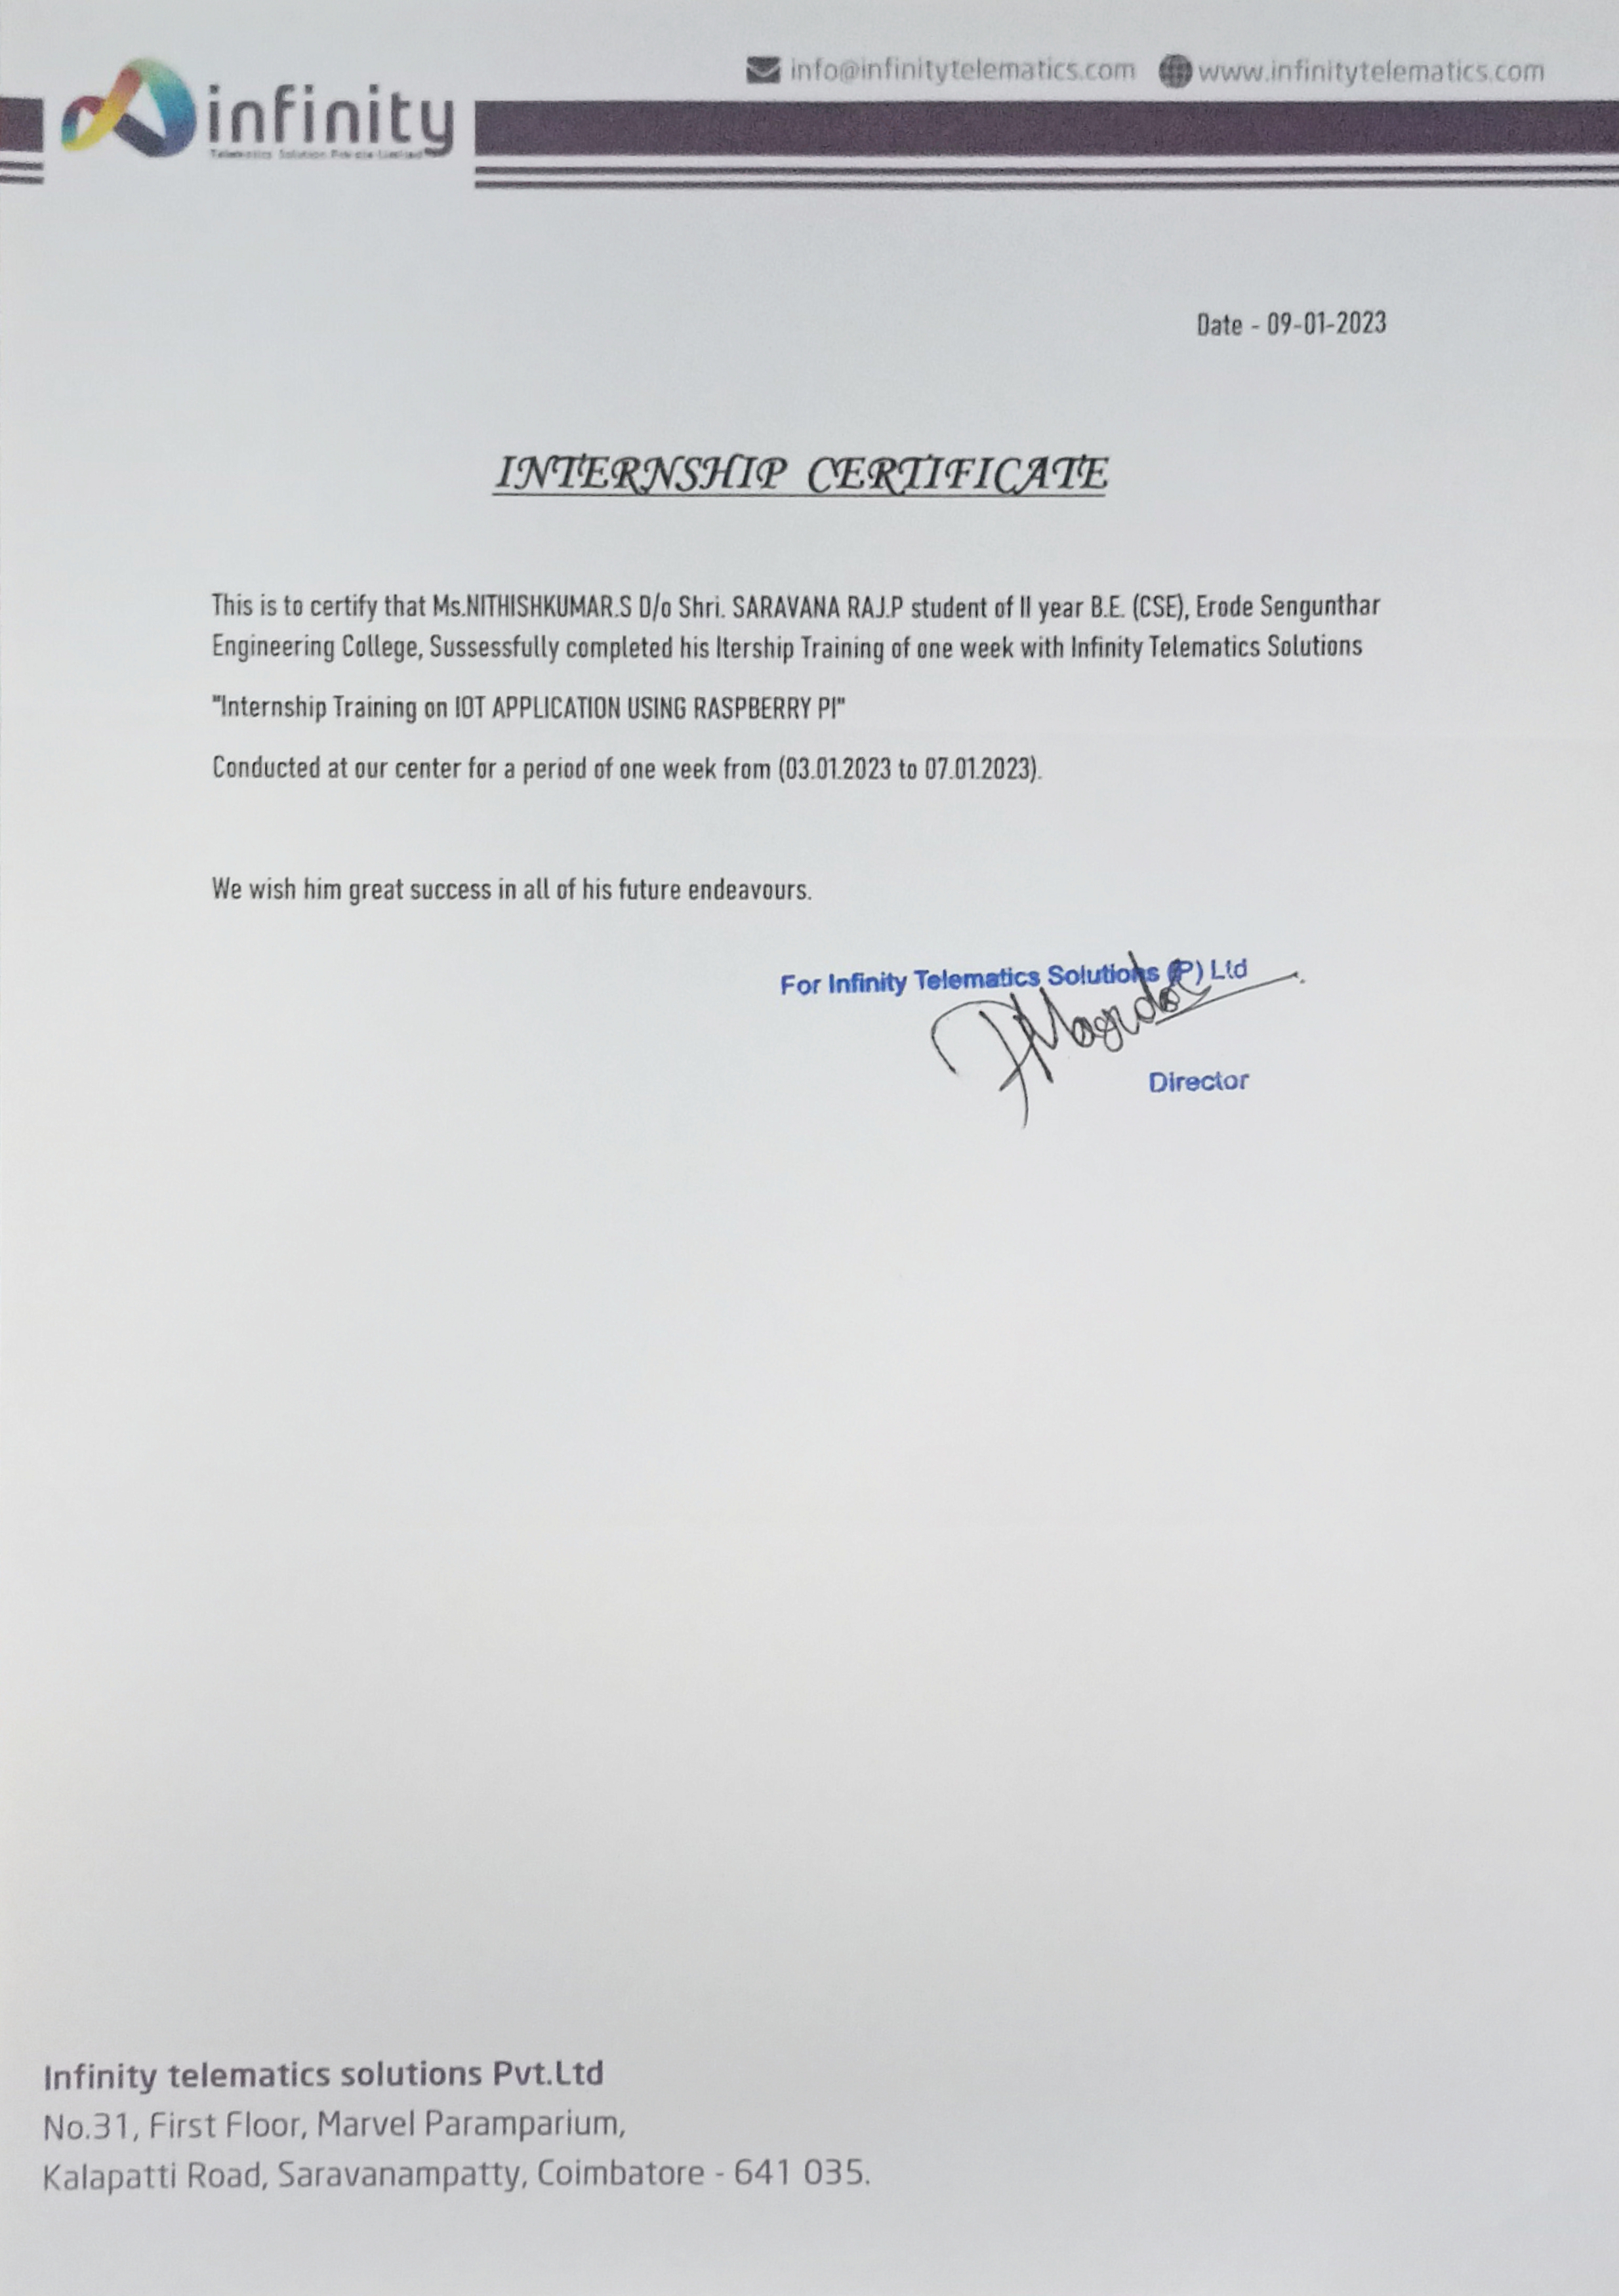 info@infinitytelematics.com www.infinitytelematics.com
infinity
Telematics Solution Private Limited
Date - 09-01-2023
INTERNSHIP CERTIFICATE
This is to certify that Ms.NITHISHKUMAR.S D/o Shri. SARAVANA RAJ.P student of II year B.E. (CSE), Erode Sengunthar
Engineering College, Sussessfully completed his Itership Training of one week with Infinity Telematics Solutions
"Internship Training on IOT APPLICATION USING RASPBERRY PI"
Conducted at our center for a period of one week from (03.01.2023 to 07.01.2023).
We wish him great success in all of his future endeavours.
For Infinity Telematics Solutions (P) Ltd
Director
Infinity telematics solutions Pvt.Ltd
No.31, First Floor, Marvel Paramparium,
Kalapatti Road, Saravanampatty, Coimbatore - 641 035.